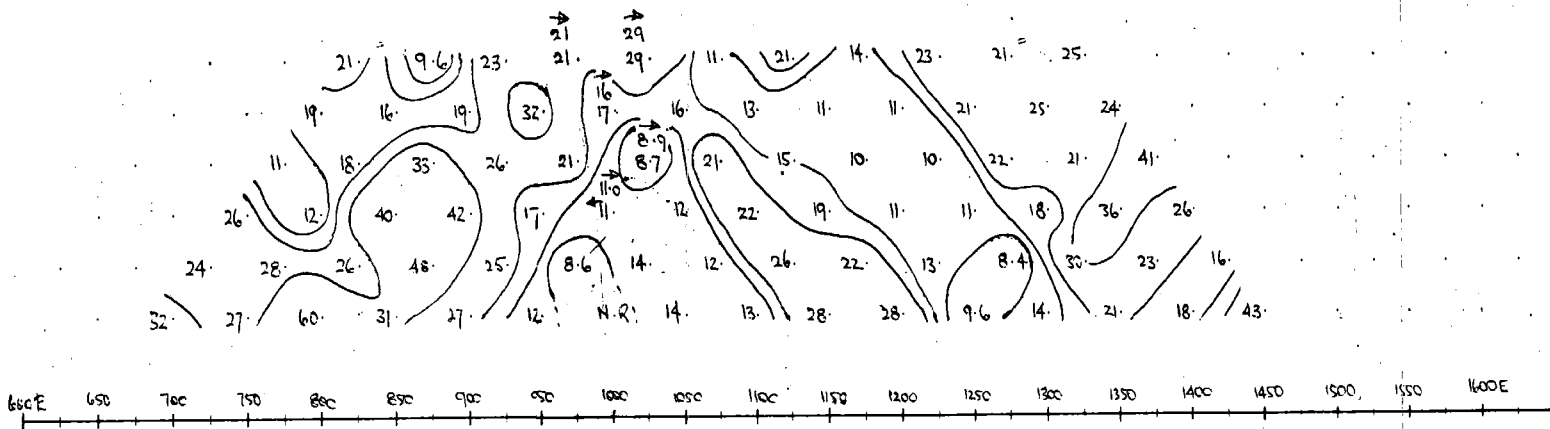 21 29
21. 9.6 23. 21. 29. 11. 21. 14. 23. 21. 25.
16
19. 16. 19. 32. 17. 16. 13. 11. 11. 21. 25. 24.
8.9
11. 18. 33. 26. 21. 8.7 21. 15. 10. 10. 22. 21. 41.
11.0
26. 12. 40. 42. 17. 11. 12. 22. 19. 11. 11. 18. 36. 26.
24. 28. 26. 48. 25. 8.6 14. 12. 26. 22. 13. 8.4 30. 23. 16.
32. 27. 60. 31. 27. 12. N.R. 14. 13. 28. 28. 9.6 14. 21. 18. 43.
650 700 750 800 850 900 950 1000 1050 1100 1150 1200 1250 1300 1350 1400 1450 1500 1550 1600E